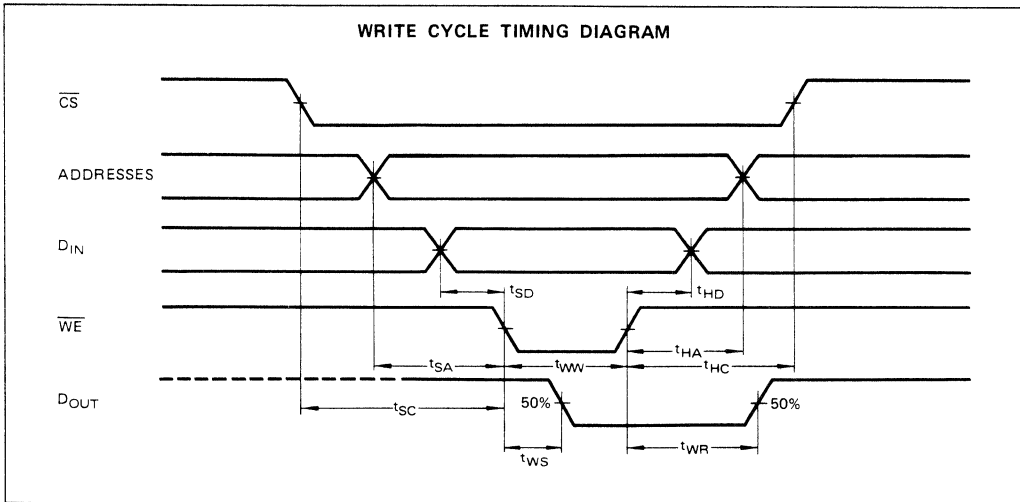 WRITE CYCLE TIMING DIAGRAM
CS
ADDRESSES
DIN
tSD
tHD
WE
tSA
tWW
tHA
tHC
DOUT
tSC
50%
50%
tWS
tWR